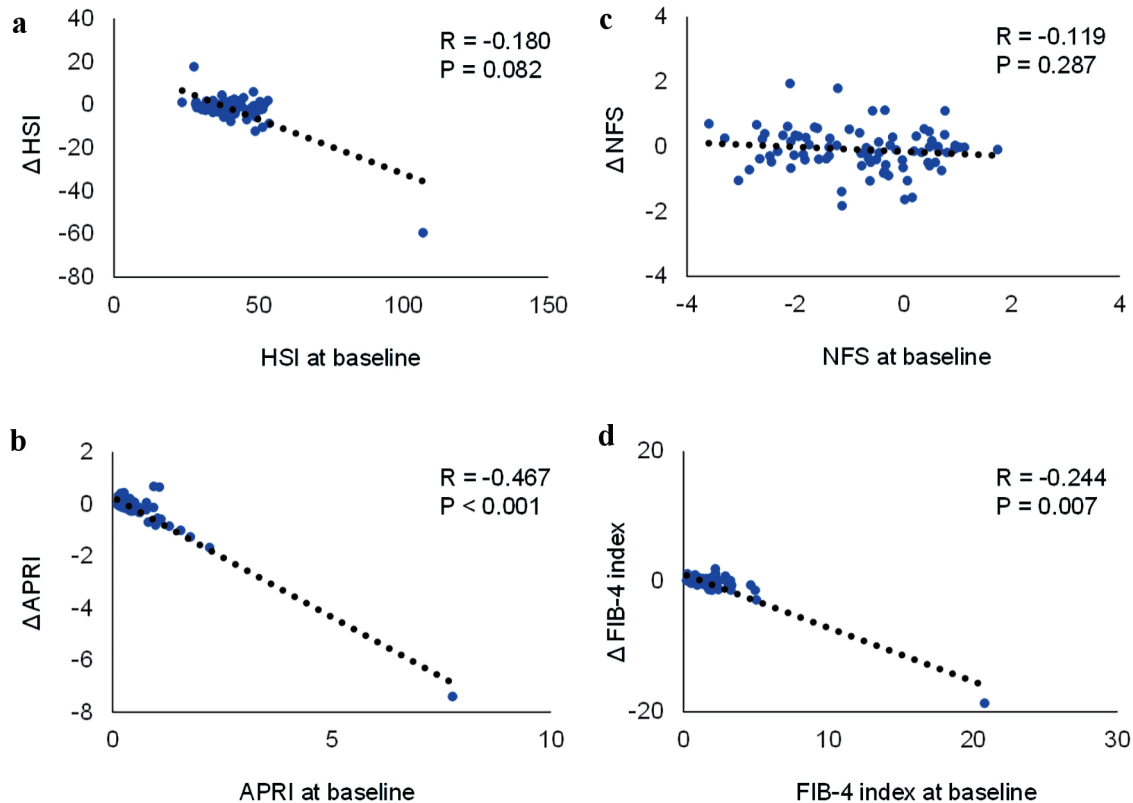 a
40
20
0
-20
-40
-60
-80
ΔHSI
R = -0.180
P = 0.082
0
50
100
150
HSI at baseline
c
4
2
0
-2
-4
ΔNFS
R = -0.119
P = 0.287
-4
-2
0
2
4
NFS at baseline
b
2
0
-2
-4
-6
-8
ΔAPRI
R = -0.467
P < 0.001
0
5
10
APRI at baseline
d
20
0
-20
Δ FIB-4 index
R = -0.244
P = 0.007
0
10
20
30
FIB-4 index at baseline